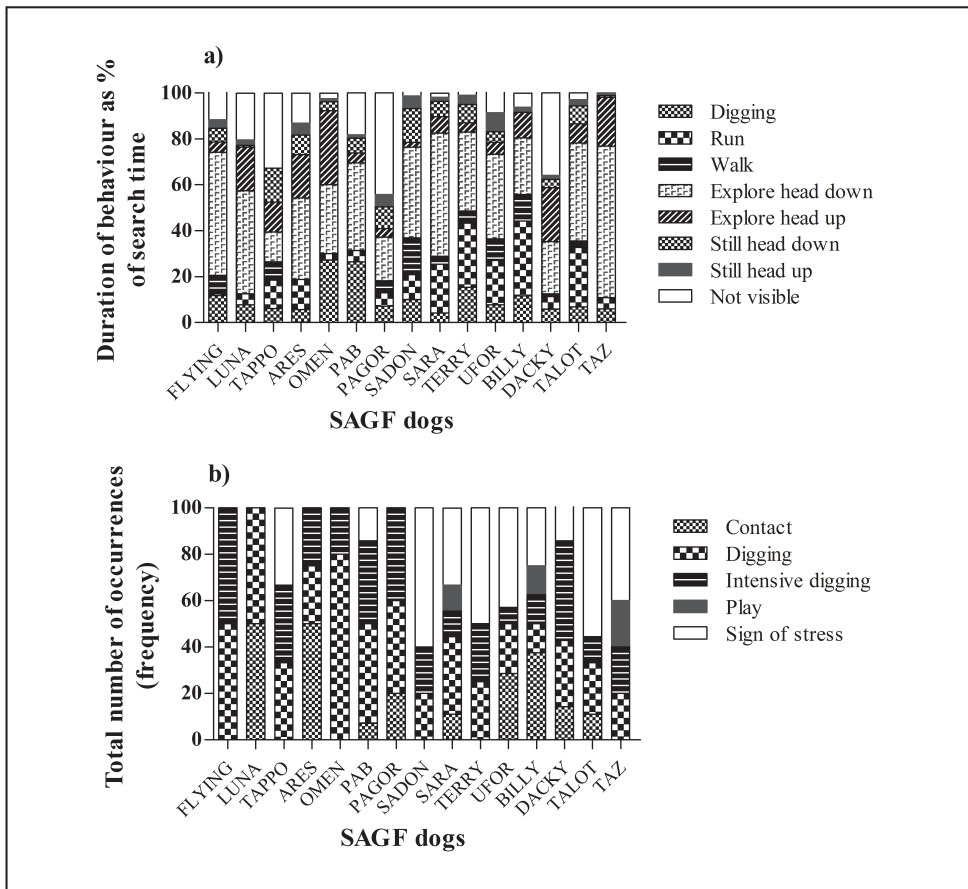 a)
Duration of behaviour as %
of search time
100
80
60
40
20
0
FLYING
LUNA
TAPPO
ARES
OMEN
PAB
PAGOR
SADON
SARA
TERRY
UFOR
BILLY
DACKY
TALOT
TAZ
SAGF dogs
Digging
Run
Walk
Explore head down
Explore head up
Still head down
Still head up
Not visible
b)
Total number of occurrences
(frequency)
100
80
60
40
20
0
FLYING
LUNA
TAPPO
ARES
OMEN
PAB
PAGOR
SADON
SARA
TERRY
UFOR
BILLY
DACKY
TALOT
TAZ
SAGF dogs
Contact
Digging
Intensive digging
Play
Sign of stress